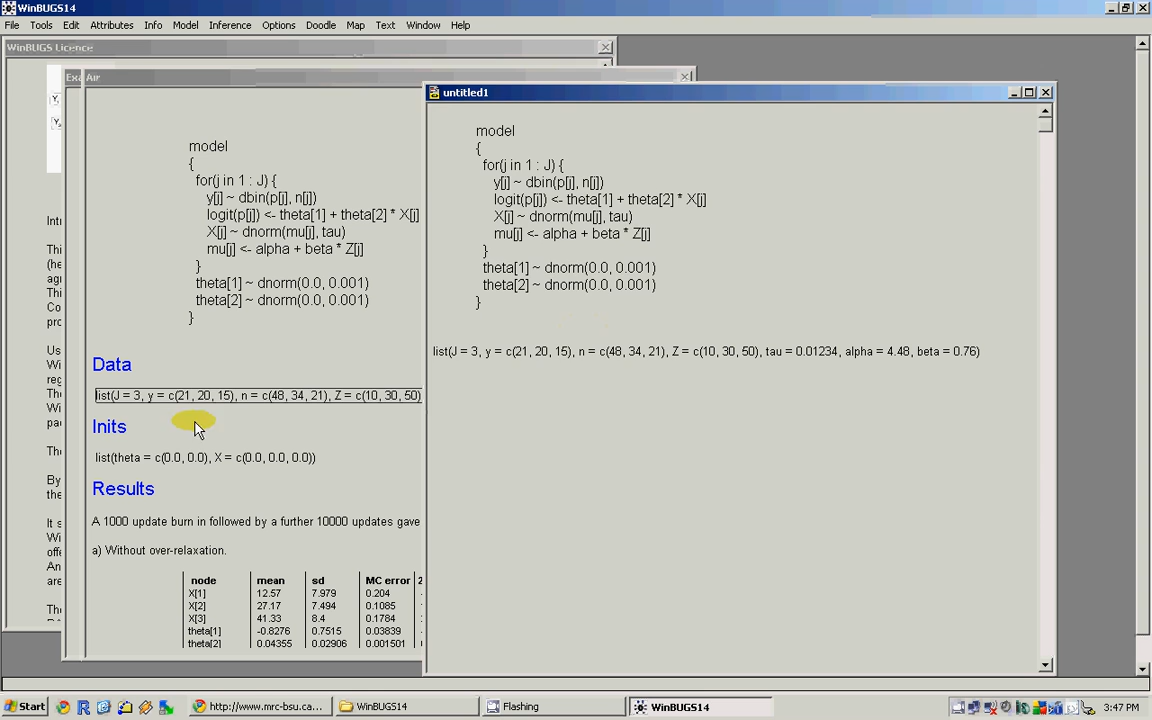 WinBUGS14
File Tools Edit Attributes Info Model Inference Options Doodle Map Text Window Help
WinBUGS Licence
Exa Air
untitled1
model
{
for(j in 1 : J) {
y[j] ~ dbin(p[j], n[j])
logit(p[j]) <- theta[1] + theta[2] * X[j]
X[j] ~ dnorm(mu[j], tau)
mu[j] <- alpha + beta * Z[j]
}
theta[1] ~ dnorm(0.0, 0.001)
theta[2] ~ dnorm(0.0, 0.001)
}
Data
list(J = 3, y = c(21, 20, 15), n = c(48, 34, 21), Z = c(10, 30, 50)
Inits
list(theta = c(0.0, 0.0), X = c(0.0, 0.0, 0.0))
Results
A 1000 update burn in followed by a further 10000 updates gave
a) Without over-relaxation.
node mean sd MC error 2
X[1] 12.57 7.979 0.204
X[2] 27.17 7.494 0.1085
X[3] 41.33 8.4 0.1784
theta[1] -0.8276 0.7515 0.03839
theta[2] 0.04355 0.02906 0.001501
model
{
for(j in 1 : J) {
y[j] ~ dbin(p[j], n[j])
logit(p[j]) <- theta[1] + theta[2] * X[j]
X[j] ~ dnorm(mu[j], tau)
mu[j] <- alpha + beta * Z[j]
}
theta[1] ~ dnorm(0.0, 0.001)
theta[2] ~ dnorm(0.0, 0.001)
}
list(J = 3, y = c(21, 20, 15), n = c(48, 34, 21), Z = c(10, 30, 50), tau = 0.01234, alpha = 4.48, beta = 0.76)
Start http://www.mrc-bsu.ca... WinBUGS14 Flashing WinBUGS14 3:47 PM